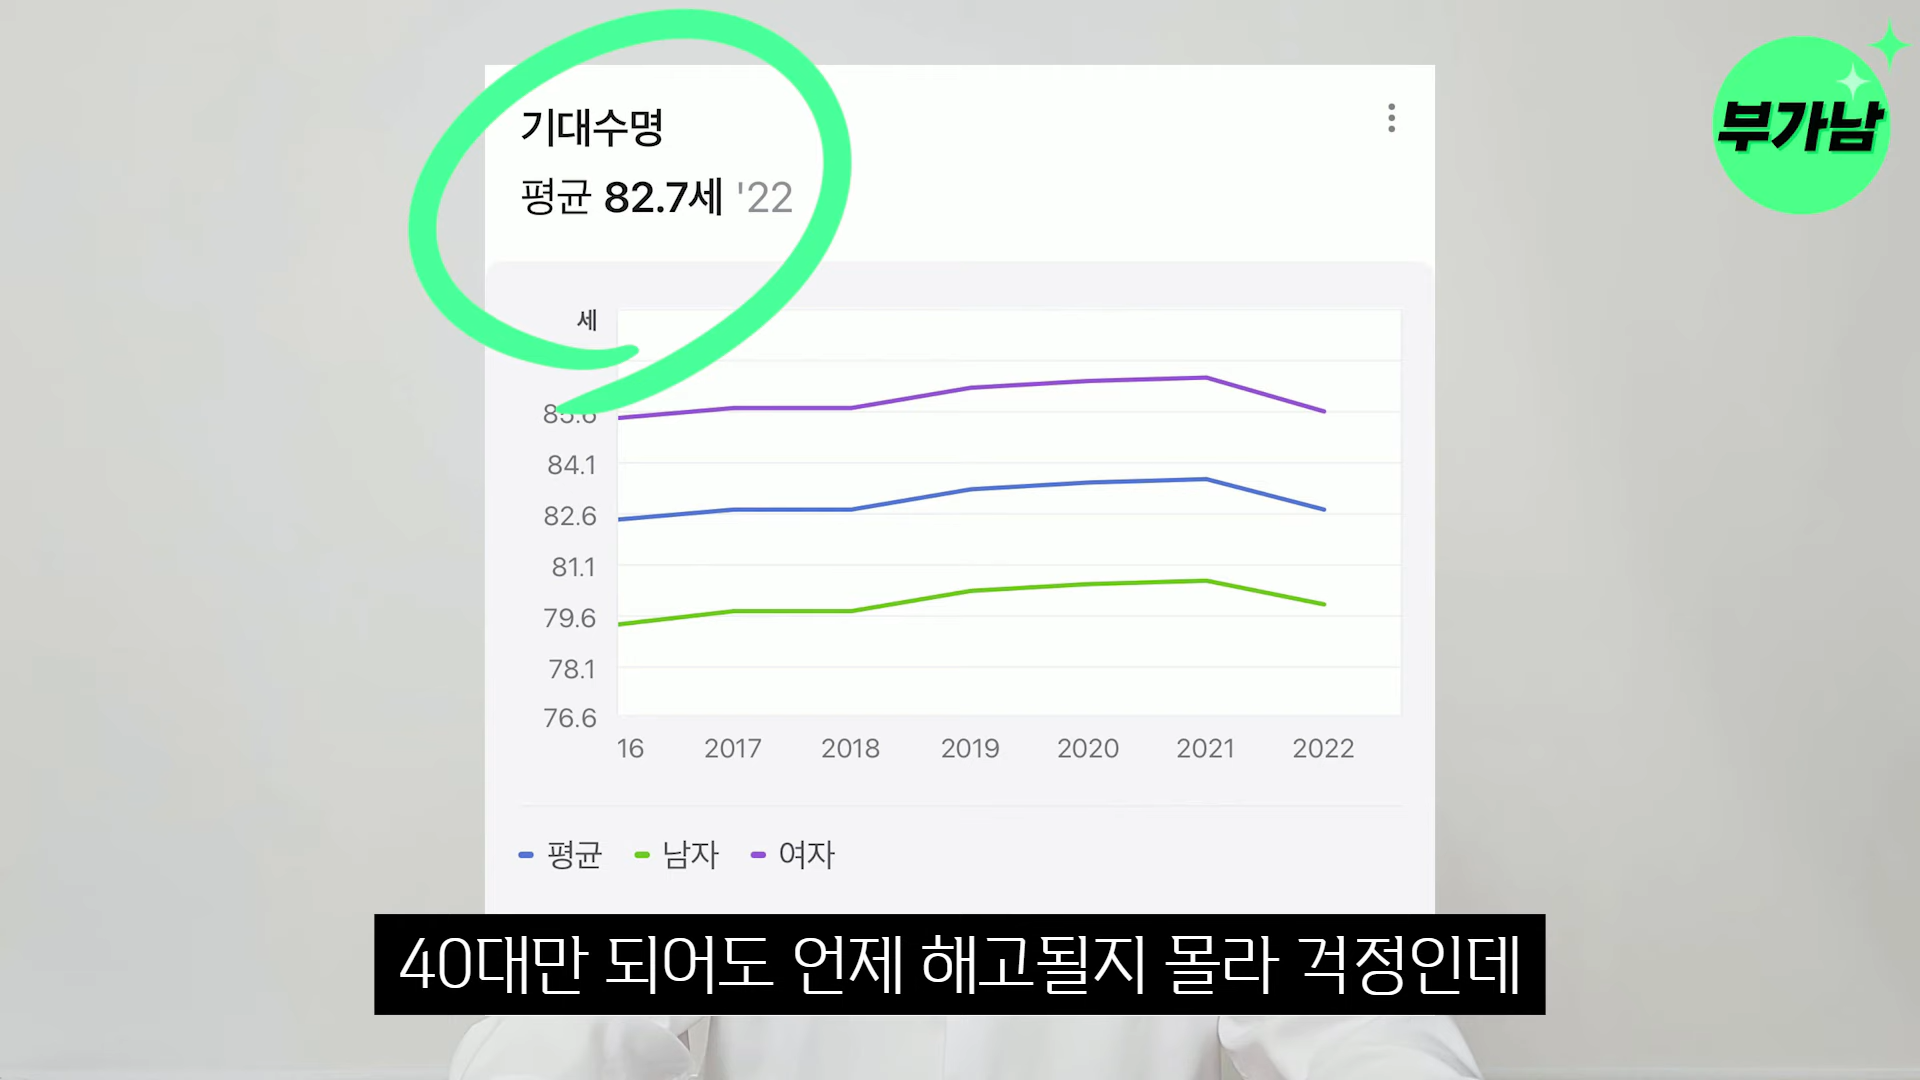 기대수명
평균 82.7세 '22
부가남
세
85.6
84.1
82.6
81.1
79.6
78.1
76.6
16 2017 2018 2019 2020 2021 2022
평균 남자 여자
40대만 되어도 언제 해고될지 몰라 걱정인데